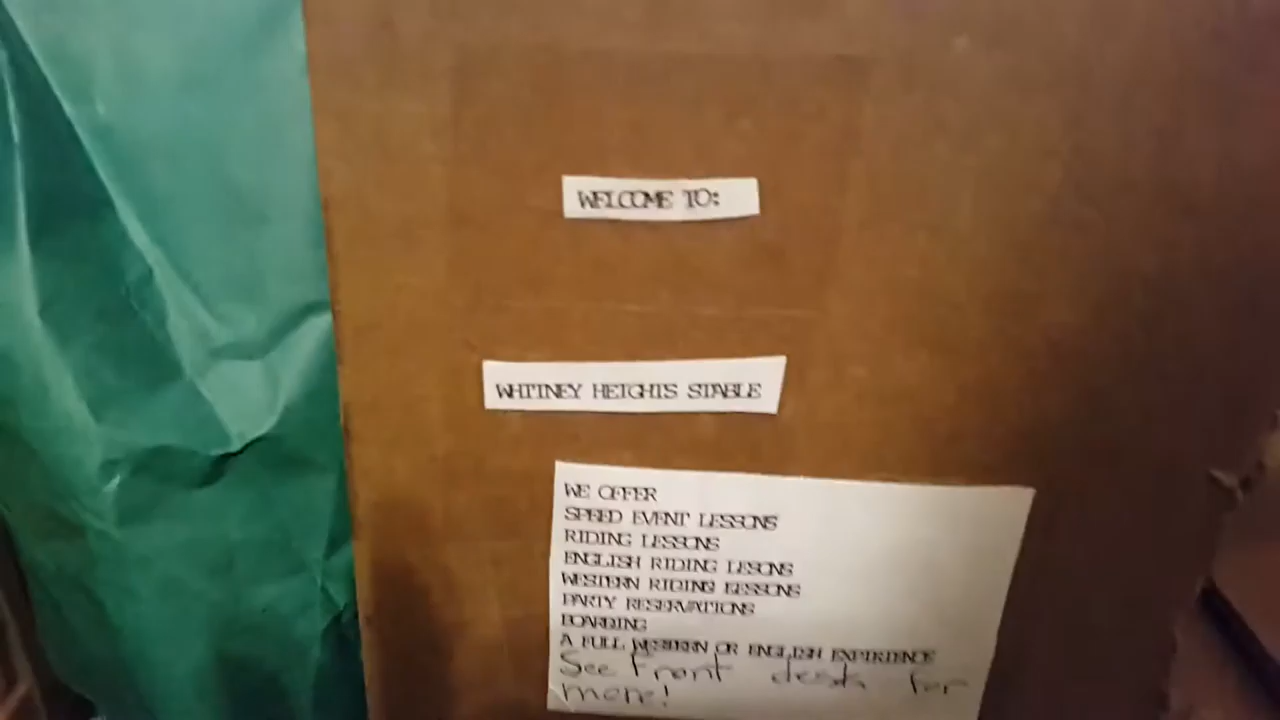 WELCOME TO:
WHITNEY HEIGHTS STABLE
WE OFFER
SPEED EVENT LESSONS
RIDING LESSONS
ENGLISH RIDING LESONS
WESTERN RIDING LESSONS
PARTY RESERVATIONS
BOARDING
A FULL WESTERN OR ENGLISH EXPIRIENCE
See Front desk for
more!